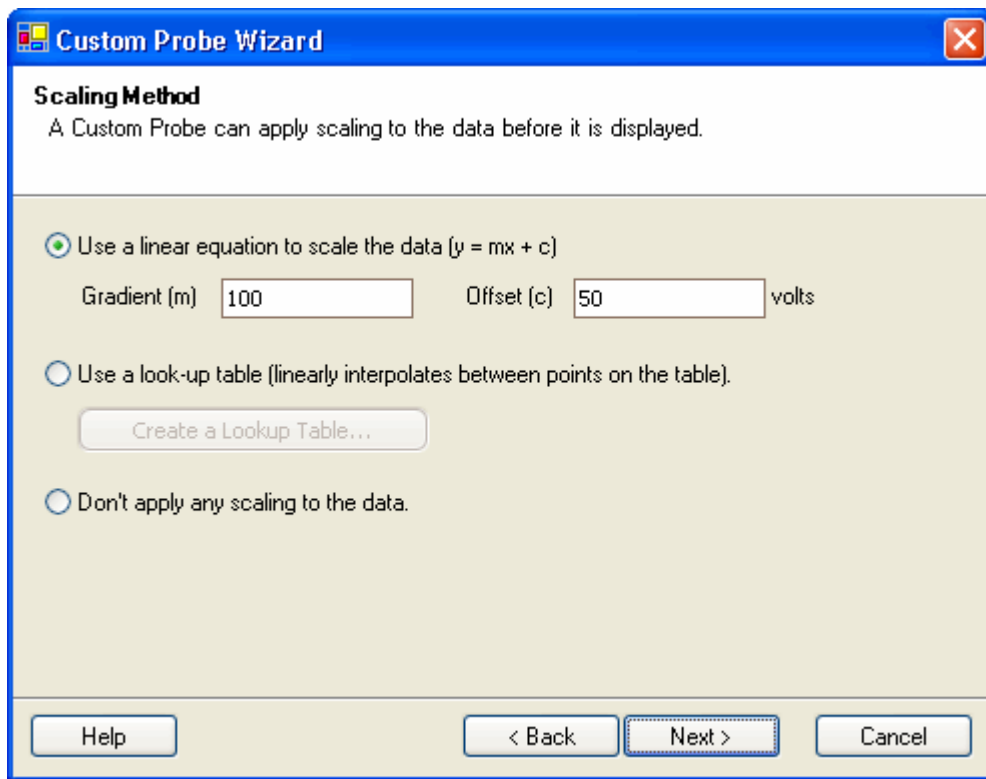 Custom Probe Wizard
Scaling Method
A Custom Probe can apply scaling to the data before it is displayed.
Use a linear equation to scale the data (y = mx + c)
Gradient (m) 100 Offset (c) 50 volts
Use a look-up table (linearly interpolates between points on the table).
Create a Lookup Table...
Don't apply any scaling to the data.
Help < Back Next > Cancel